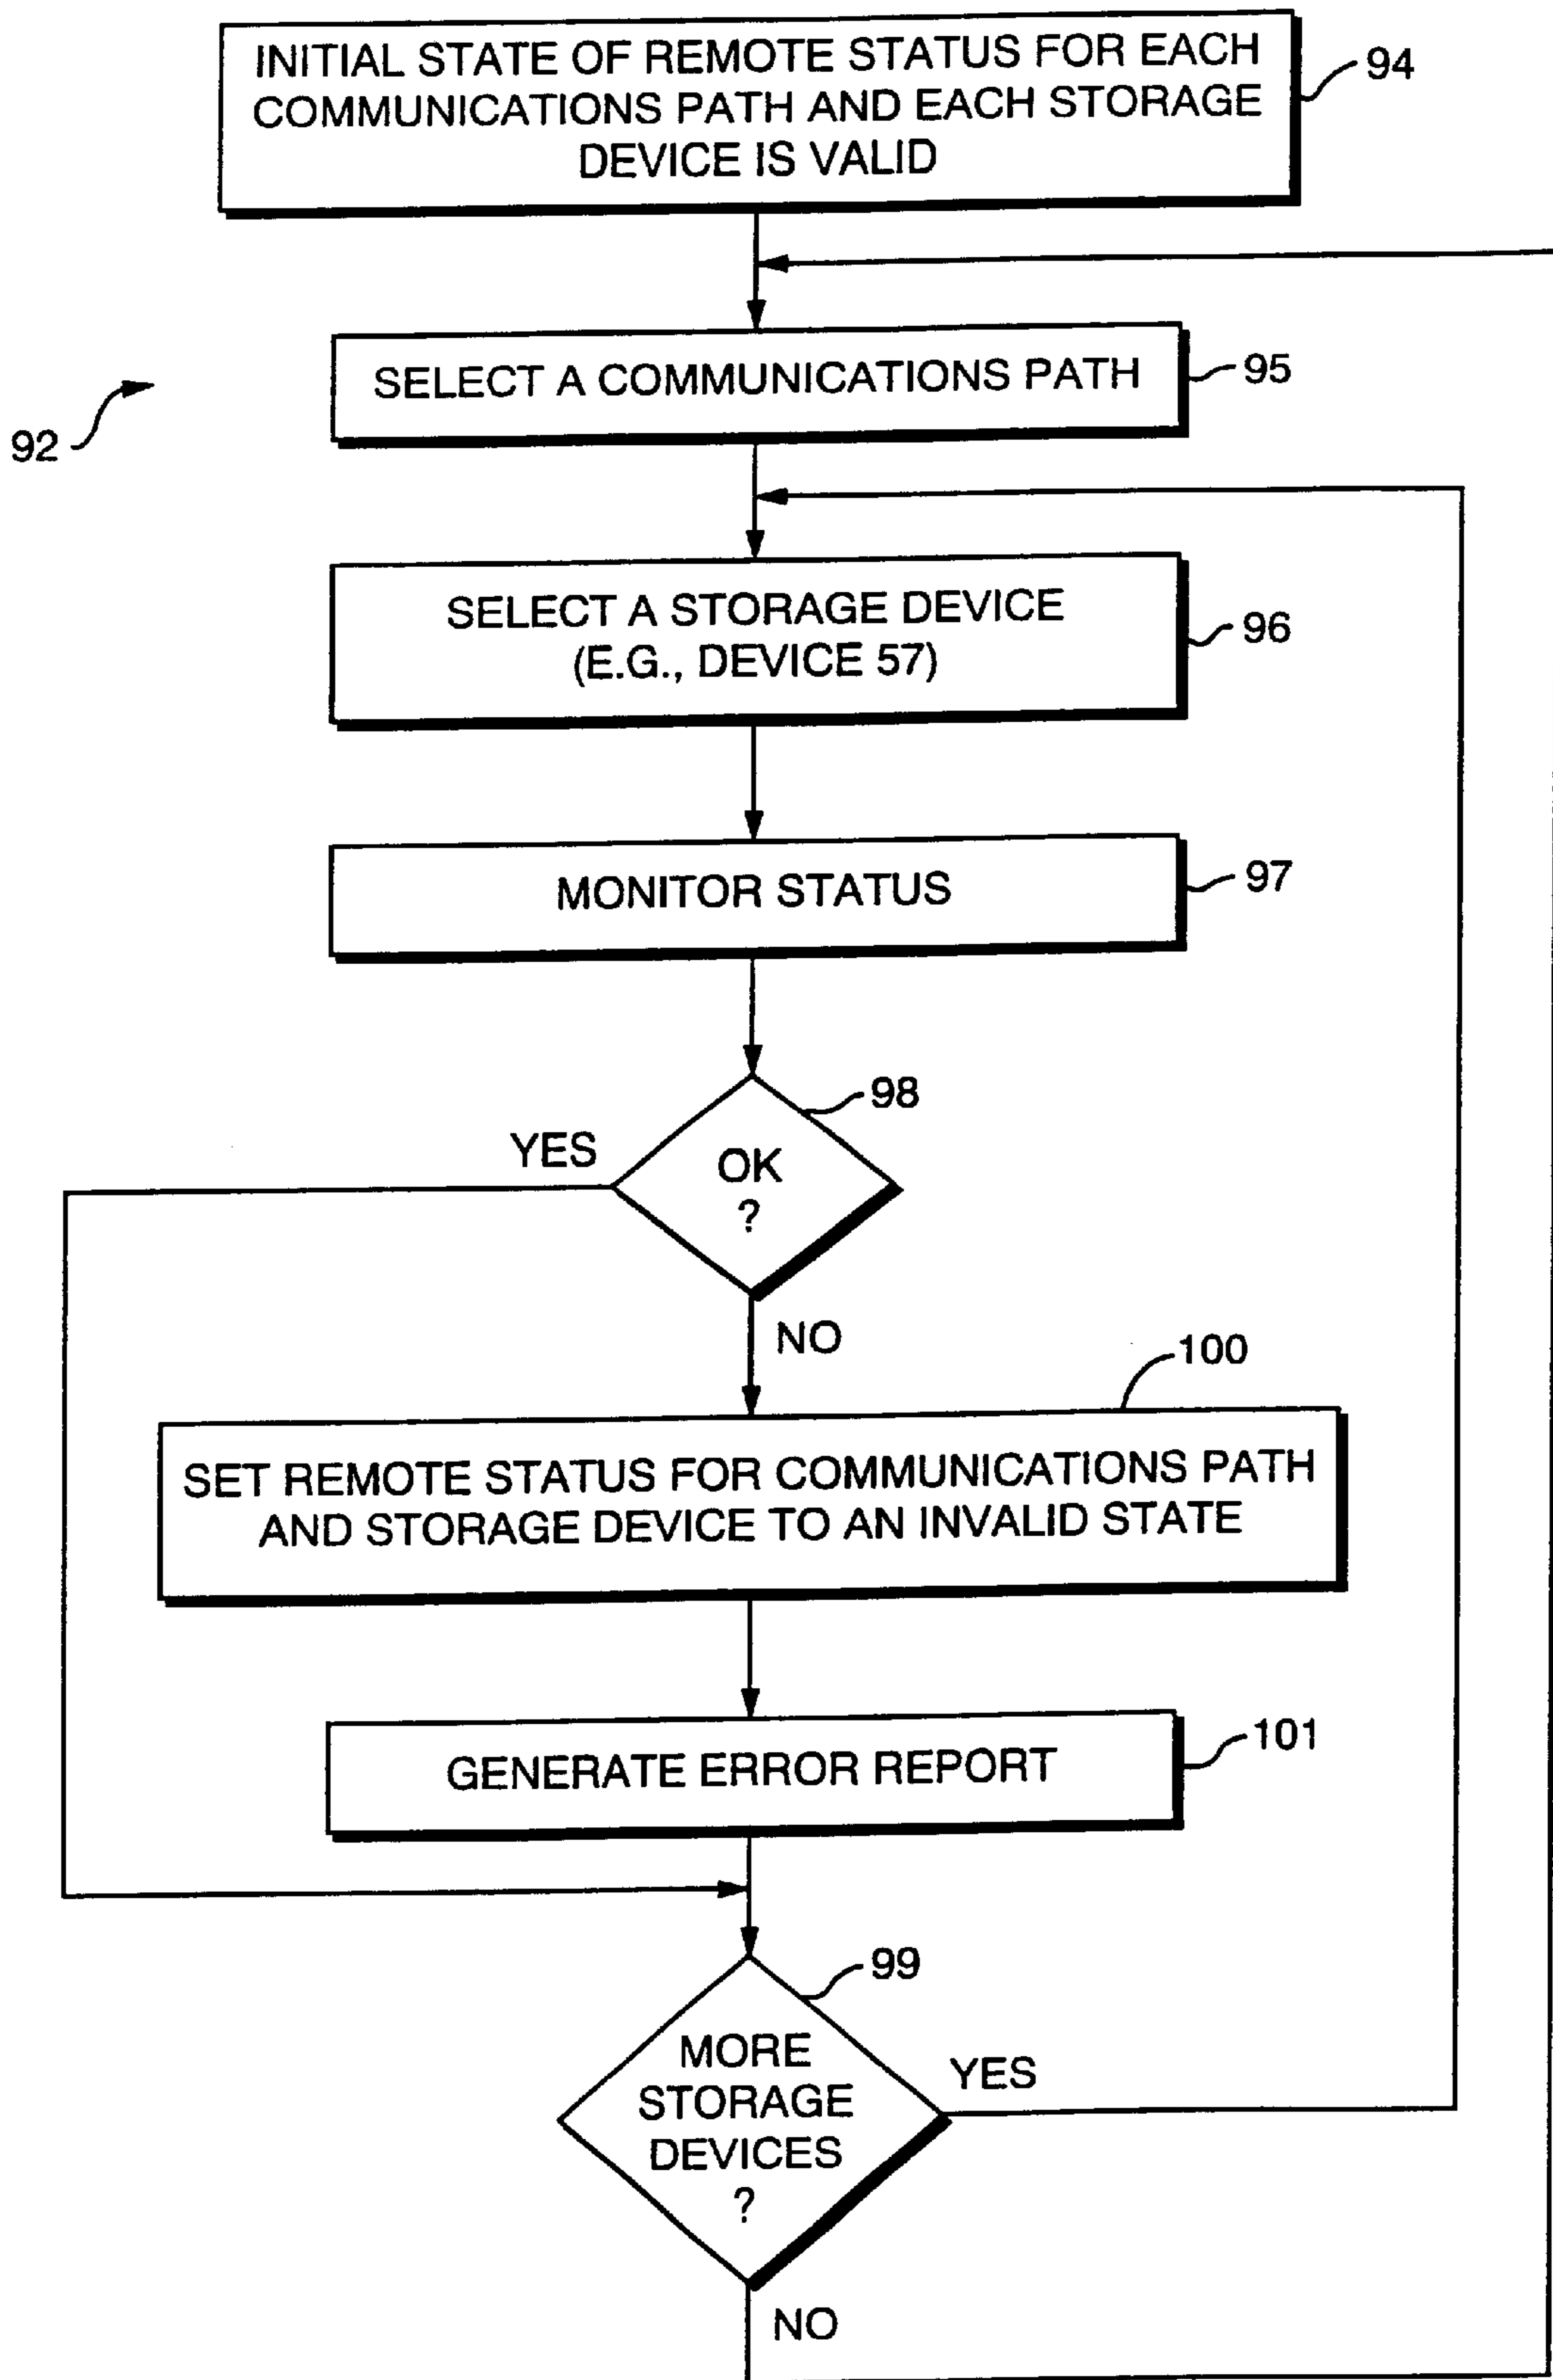 INITIAL STATE OF REMOTE STATUS FOR EACH
COMMUNICATIONS PATH AND EACH STORAGE
DEVICE IS VALID
94
SELECT A COMMUNICATIONS PATH
95
92
SELECT A STORAGE DEVICE
(E.G., DEVICE 57)
96
MONITOR STATUS
97
98
YES
OK
?
NO
100
SET REMOTE STATUS FOR COMMUNICATIONS PATH
AND STORAGE DEVICE TO AN INVALID STATE
GENERATE ERROR REPORT
101
99
MORE
STORAGE
DEVICES
?
YES
NO